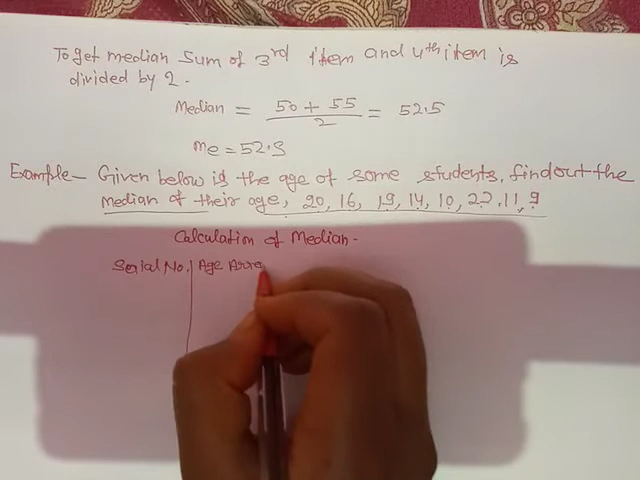 To get median Sum of 3rd item and 4th item is
divided by 2.
Median = 50 + 55 / 2 = 52.5
Me = 52.5
Example- Given below is the age of some students. find out the
Median of their age, 20, 16, 19, 14, 10, 22, 11, 9
Calculation of Median-
Serial No. Age Arra